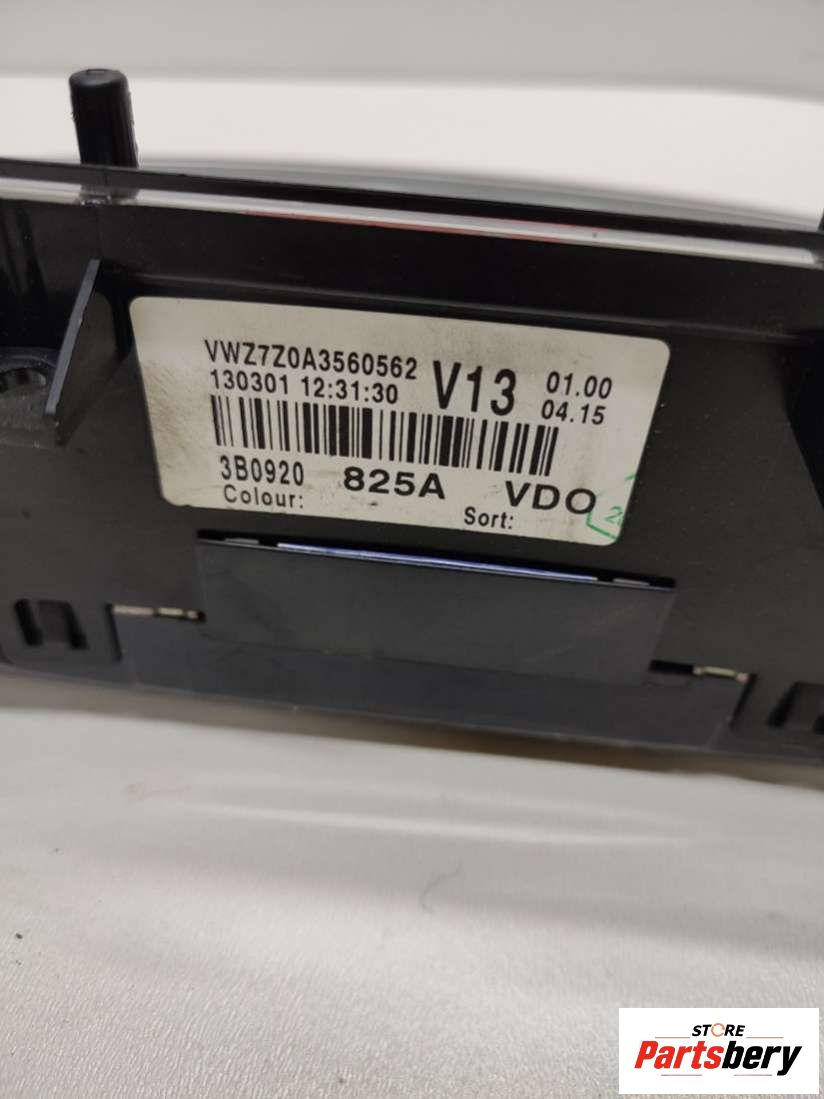 VWZ7Z0A3560562
130301 12:31:30
V13
01.00
04.15
3B0920 825A VDO
Colour:
Sort:
STORE
Partsbery